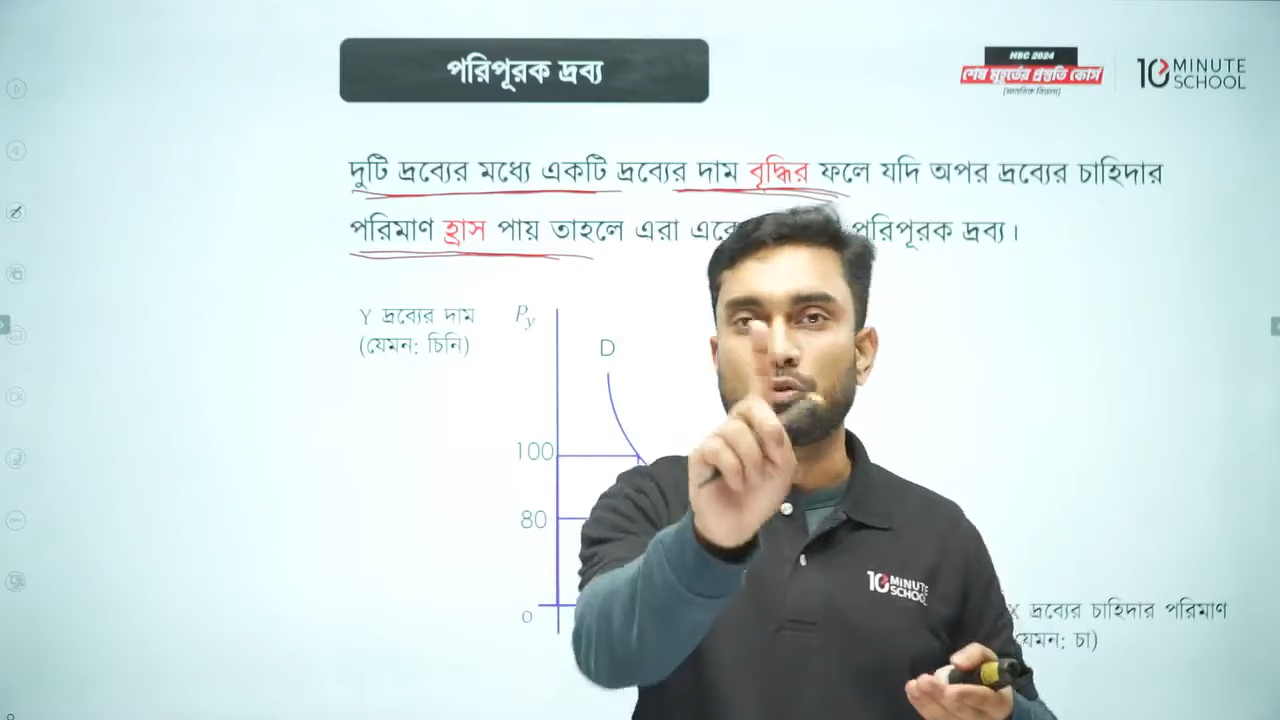 পরিপূরক দ্রব্য
HSC 2024
শেষ মুহূর্তের প্রস্তুতি কোর্স
[মানবিক বিভাগ]
10 MINUTE SCHOOL
দুটি দ্রব্যের মধ্যে একটি দ্রব্যের দাম বৃদ্ধির ফলে যদি অপর দ্রব্যের চাহিদার
পরিমাণ হ্রাস পায় তাহলে এরা পরিপূরক দ্রব্য।
Y দ্রব্যের দাম
(যেমন: চিনি)
Py
D
100
80
0
10 MINUTE SCHOOL
X দ্রব্যের চাহিদার পরিমাণ
যেমন: চা)